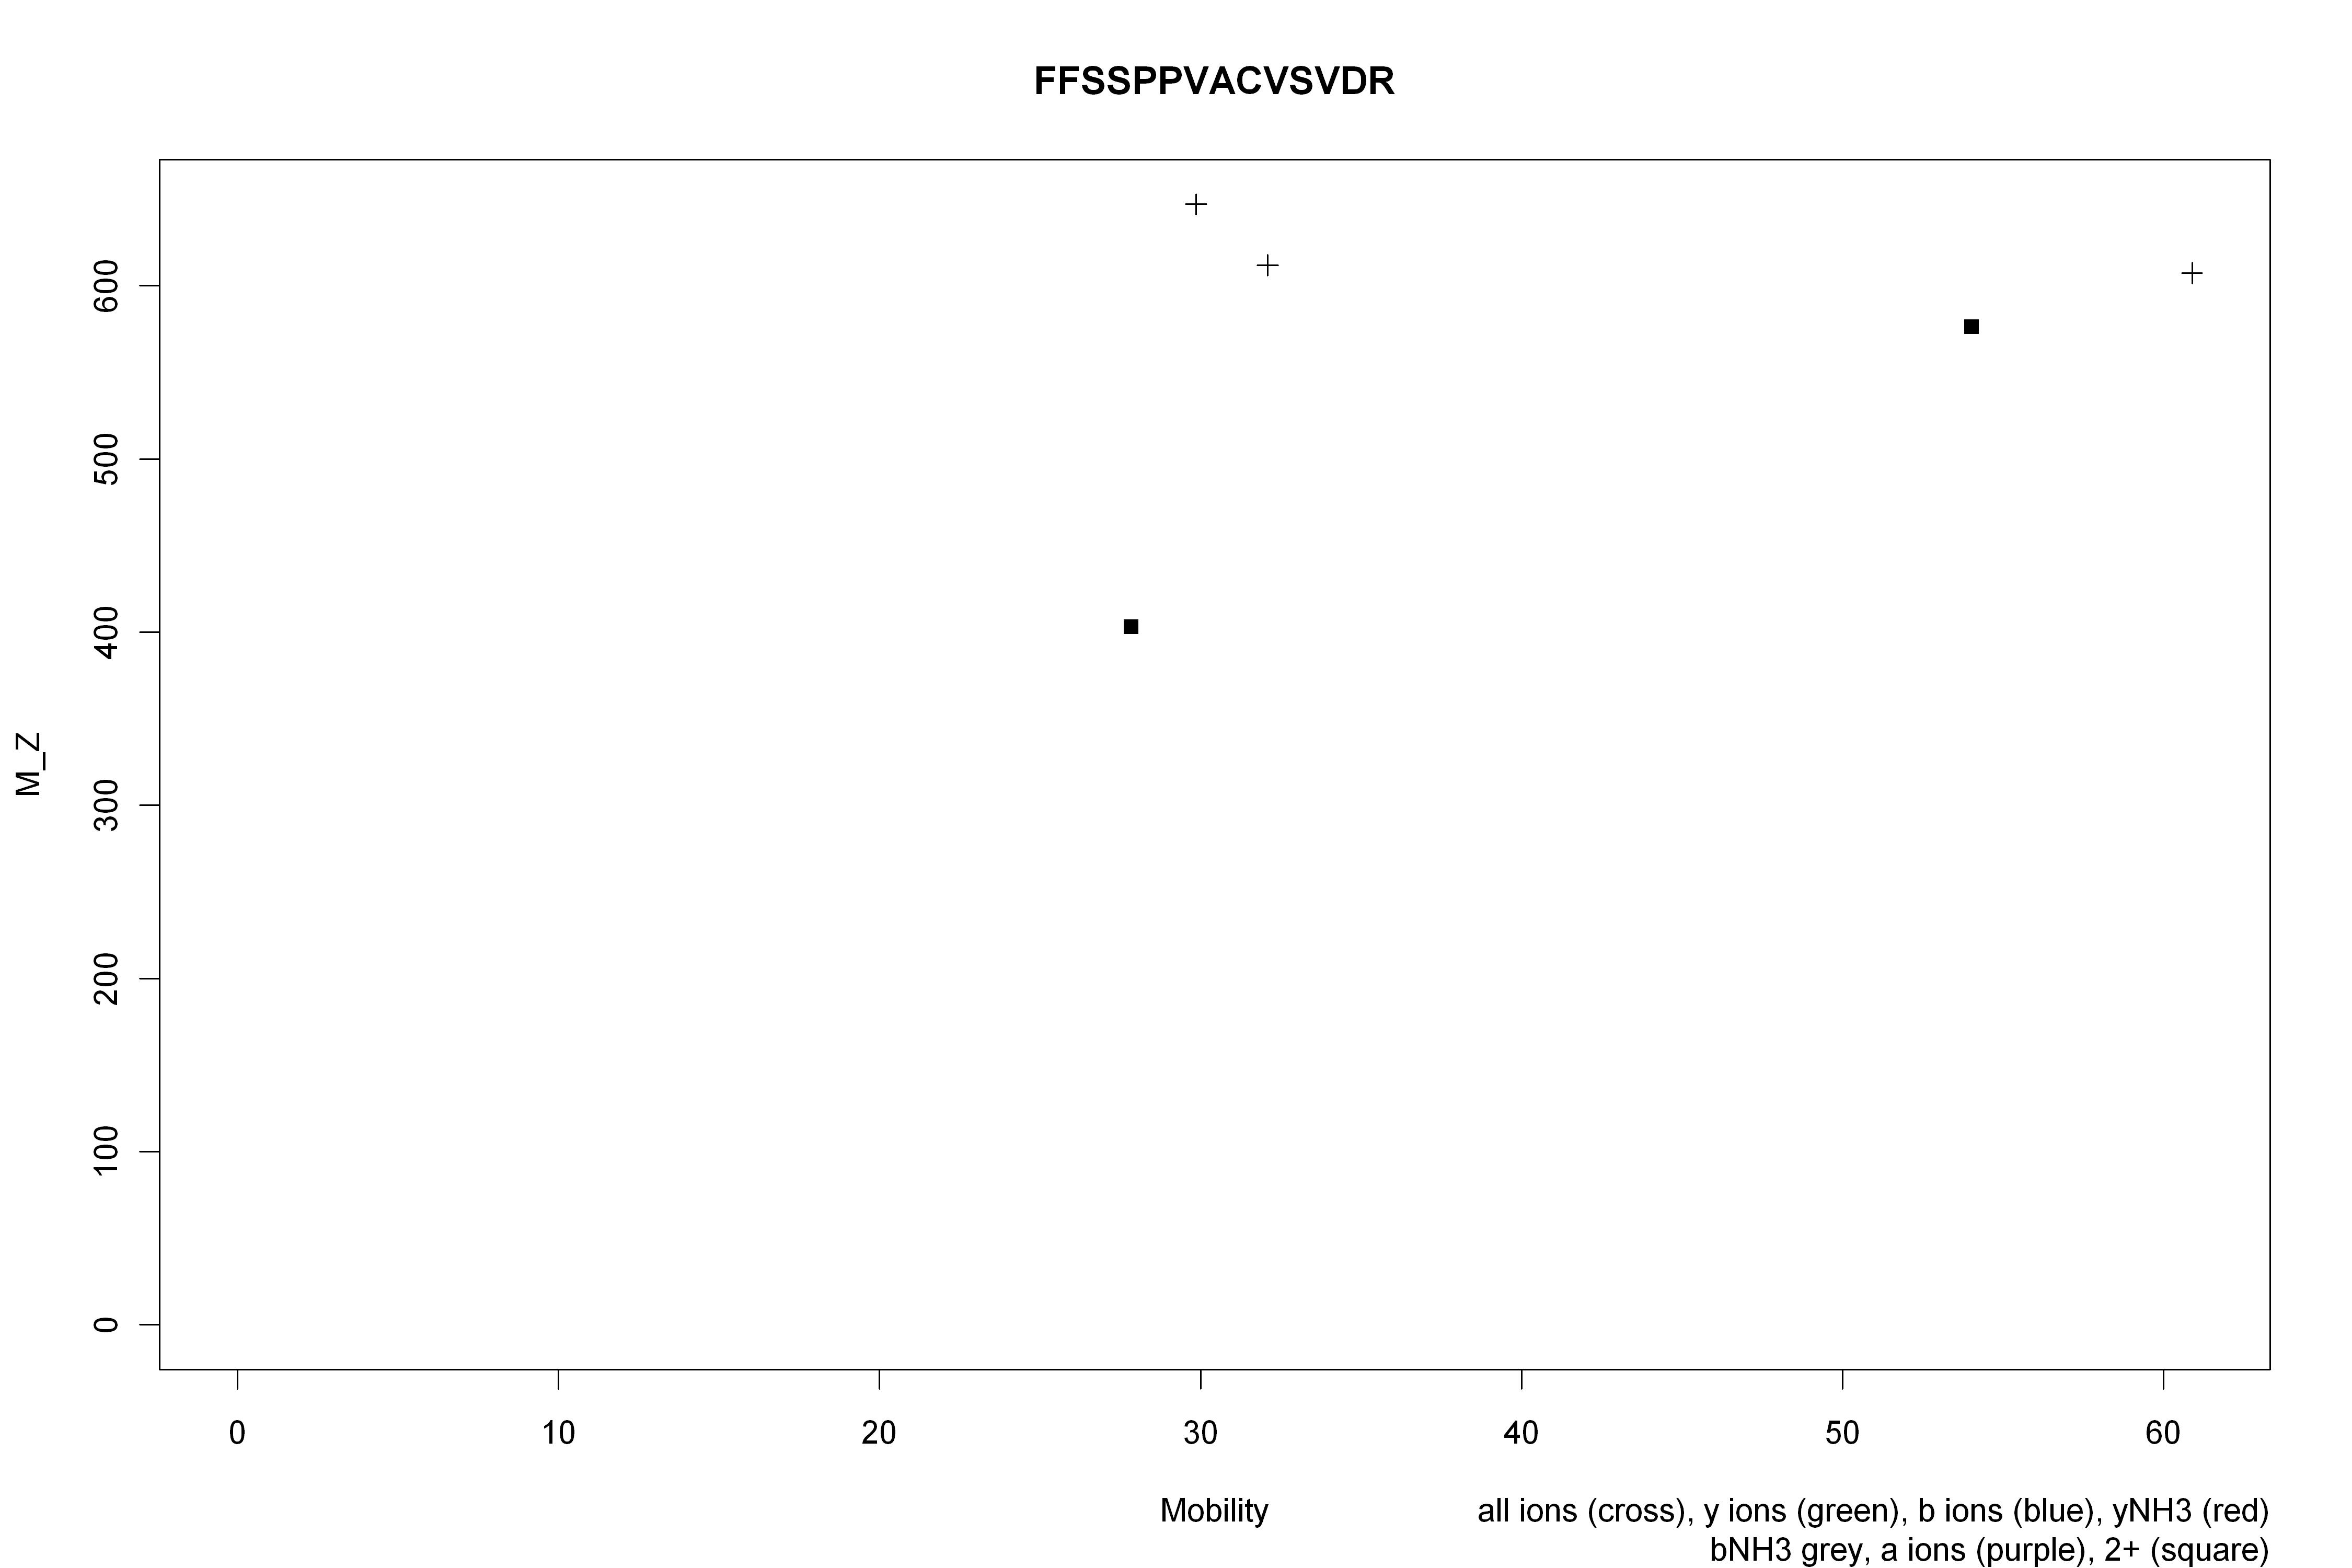 FFSSPPVACVSVDR
600
500
400
300
200
100
0
M_Z
0 10 20 30 40 50 60
Mobility
all ions (cross), y ions (green), b ions (blue), yNH3 (red)
bNH3 grey, a ions (purple), 2+ (square)